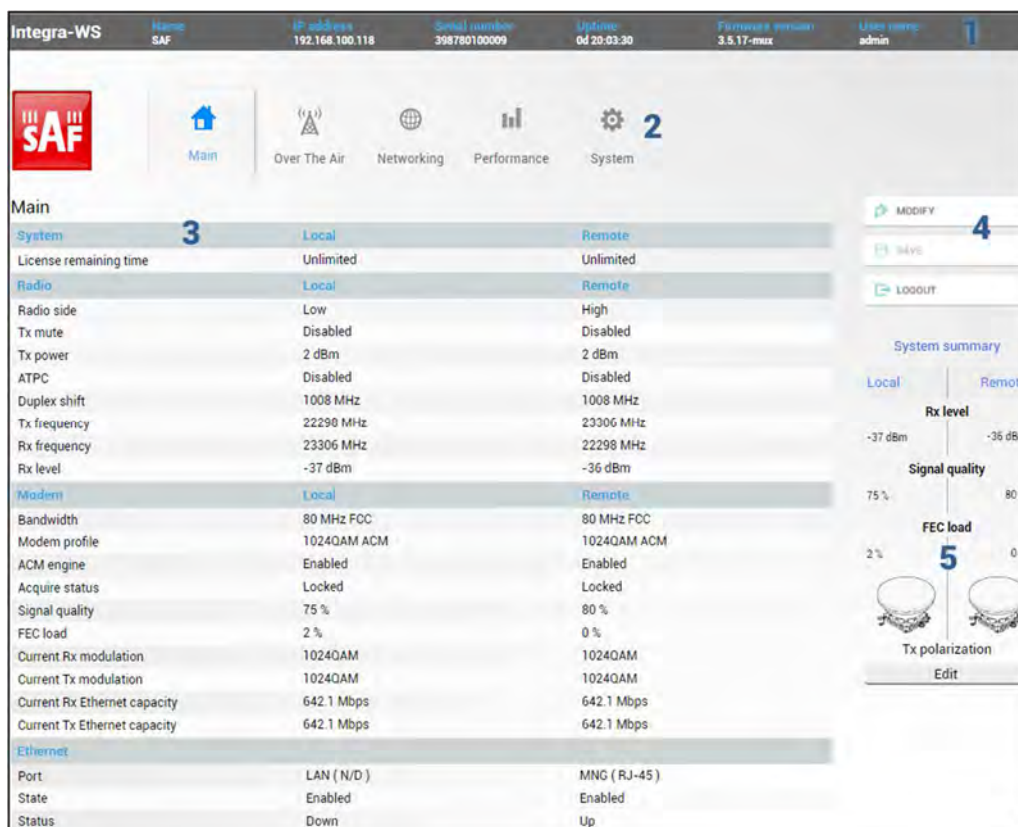 Integra-WS Name IP address Serial number Uptime Firmware version User name 1
SAF 192.168.100.118 398780100009 0d 20:03:30 3.5.17-mux admin
SAF
Main Over The Air Networking Performance System 2
Main
System 3 Local Remote
License remaining time Unlimited Unlimited
Radio Local Remote
Radio side Low High
Tx mute Disabled Disabled
Tx power 2 dBm 2 dBm
ATPC Disabled Disabled
Duplex shift 1008 MHz 1008 MHz
Tx frequency 22298 MHz 23306 MHz
Rx frequency 23306 MHz 22298 MHz
Rx level -37 dBm -36 dBm
Modem Local Remote
Bandwidth 80 MHz FCC 80 MHz FCC
Modem profile 1024QAM ACM 1024QAM ACM
ACM engine Enabled Enabled
Acquire status Locked Locked
Signal quality 75 % 80 %
FEC load 2 % 0 %
Current Rx modulation 1024QAM 1024QAM
Current Tx modulation 1024QAM 1024QAM
Current Rx Ethernet capacity 642.1 Mbps 642.1 Mbps
Current Tx Ethernet capacity 642.1 Mbps 642.1 Mbps
Ethernet
Port LAN ( N/D ) MNG ( RJ-45 )
State Enabled Enabled
Status Down Up
MODIFY
4
SAVE
LOGOUT
System summary
Local Remot
Rx level
-37 dBm -36 dB
Signal quality
75 % 80
FEC load
2 % 5 0
Tx polarization
Edit